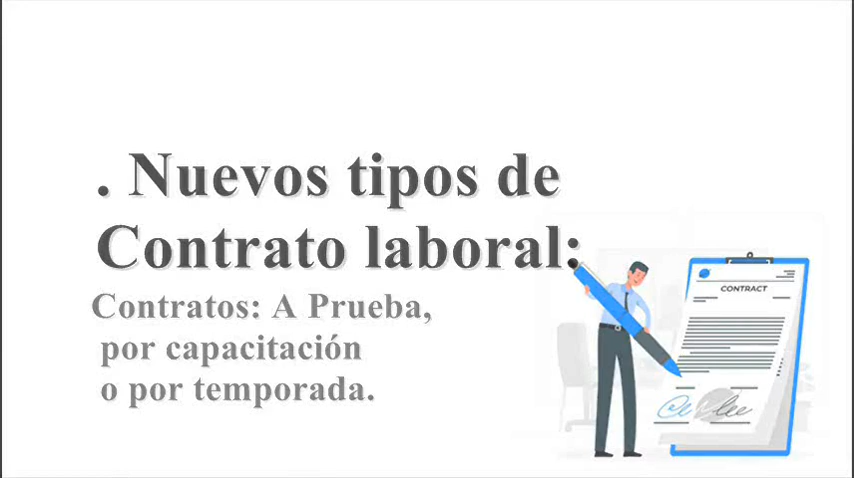 . Nuevos tipos de
Contrato laboral:
Contratos: A Prueba,
por capacitación
o por temporada.
CONTRACT